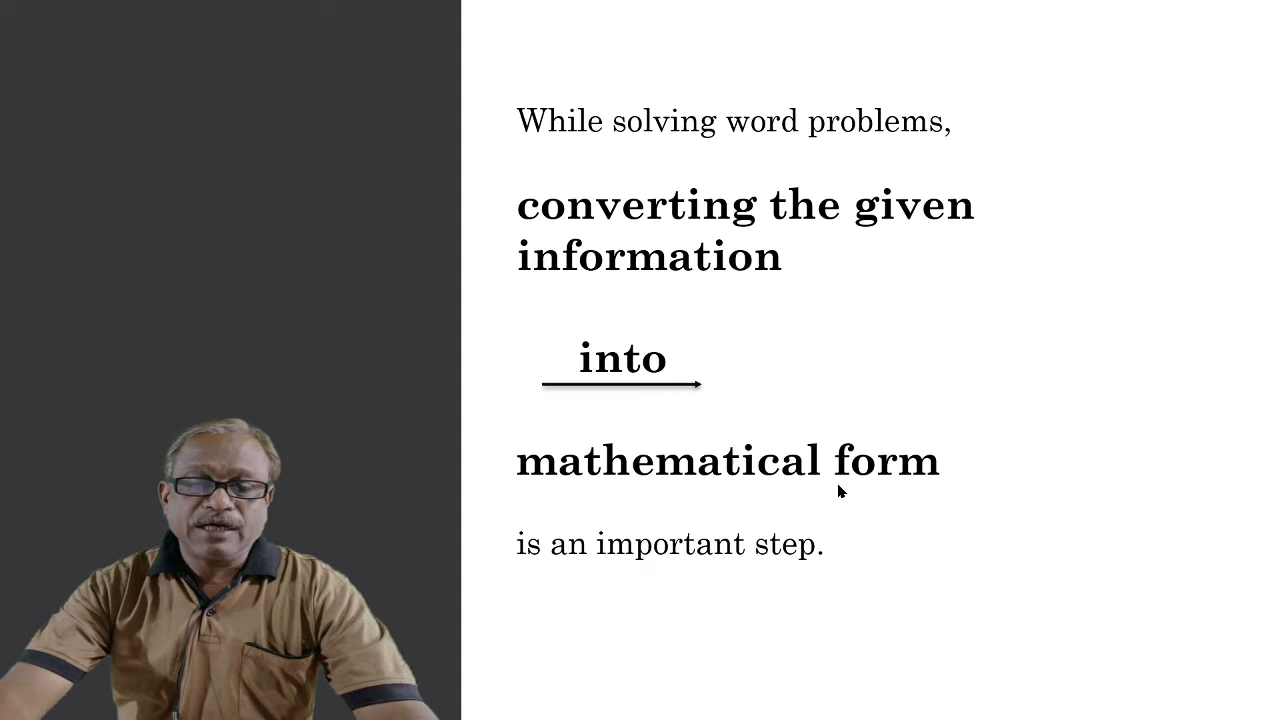 While solving word problems,
converting the given
information
into
mathematical form
is an important step.